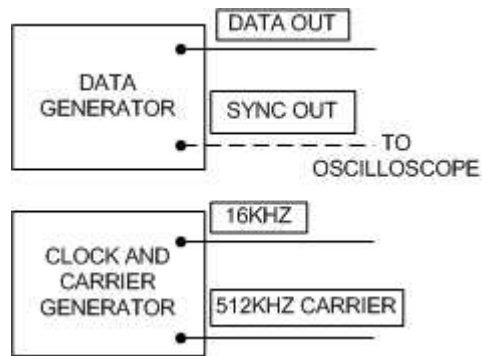 DATA OUT
DATA
GENERATOR
SYNC OUT
TO
OSCILLOSCOPE
16KHZ
CLOCK AND
CARRIER
GENERATOR
512KHZ CARRIER